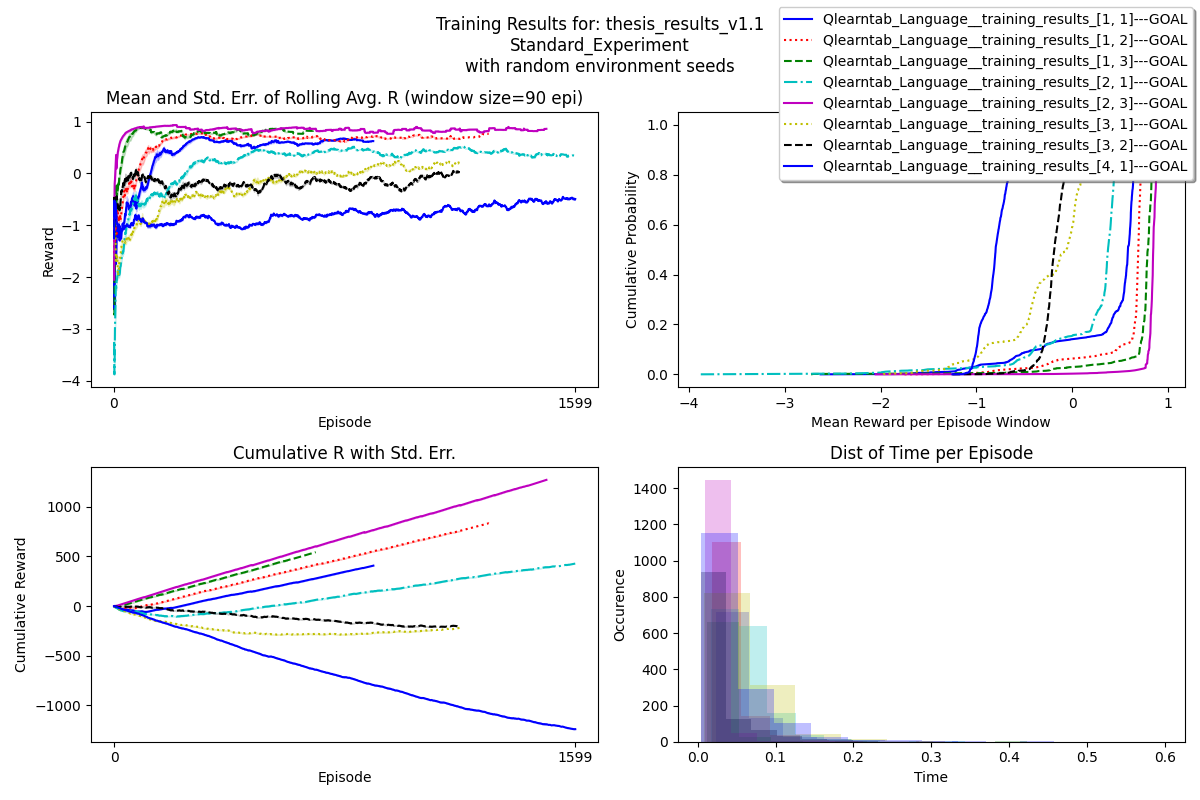 Training Results for: thesis_results_v1.1
Standard_Experiment
with random environment seeds
Qlearntab_Language__training_results_[1, 1]---GOAL
Qlearntab_Language__training_results_[1, 2]---GOAL
Qlearntab_Language__training_results_[1, 3]---GOAL
Qlearntab_Language__training_results_[2, 1]---GOAL
Qlearntab_Language__training_results_[2, 3]---GOAL
Qlearntab_Language__training_results_[3, 1]---GOAL
Qlearntab_Language__training_results_[3, 2]---GOAL
Qlearntab_Language__training_results_[4, 1]---GOAL
Mean and Std. Err. of Rolling Avg. R (window size=90 epi)
1
0
−1
−2
−3
−4
Reward
0
1599
Episode
1.0
0.8
0.6
0.4
0.2
0.0
Cumulative Probability
−4
−3
−2
−1
0
1
Mean Reward per Episode Window
Cumulative R with Std. Err.
1000
500
0
−500
−1000
Cumulative Reward
0
1599
Episode
Dist of Time per Episode
1400
1200
1000
800
600
400
200
0
Occurence
0.0
0.1
0.2
0.3
0.4
0.5
0.6
Time